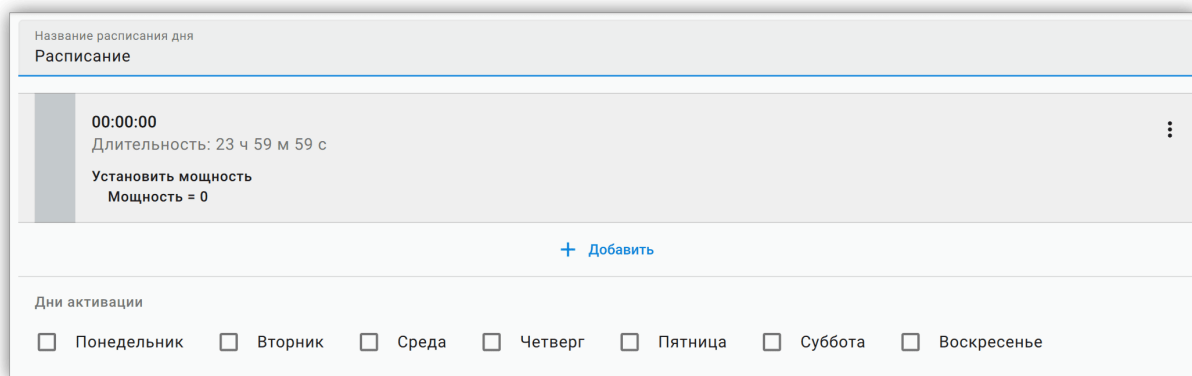 Название расписания дня
Расписание
00:00:00
Длительность: 23 ч 59 м 59 с
Установить мощность
Мощность = 0
+ Добавить
Дни активации
Понедельник Вторник Среда Четверг Пятница Суббота Воскресенье